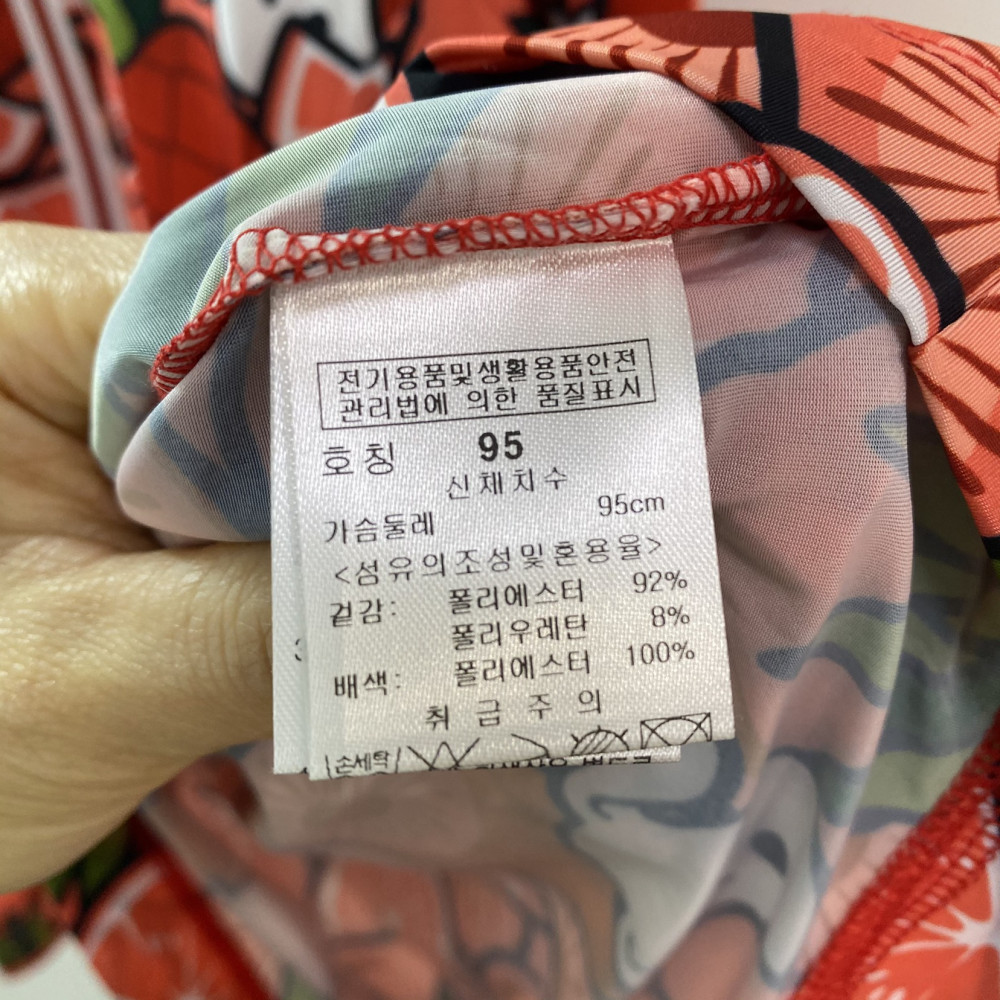 전기용품및생활용품안전
관리법에 의한 품질표시
호칭 95
신체치수
가슴둘레 95cm
<섬유의조성및혼용율>
겉감: 폴리에스터 92%
폴리우레탄 8%
배색: 폴리에스터 100%
취급주의
손세탁